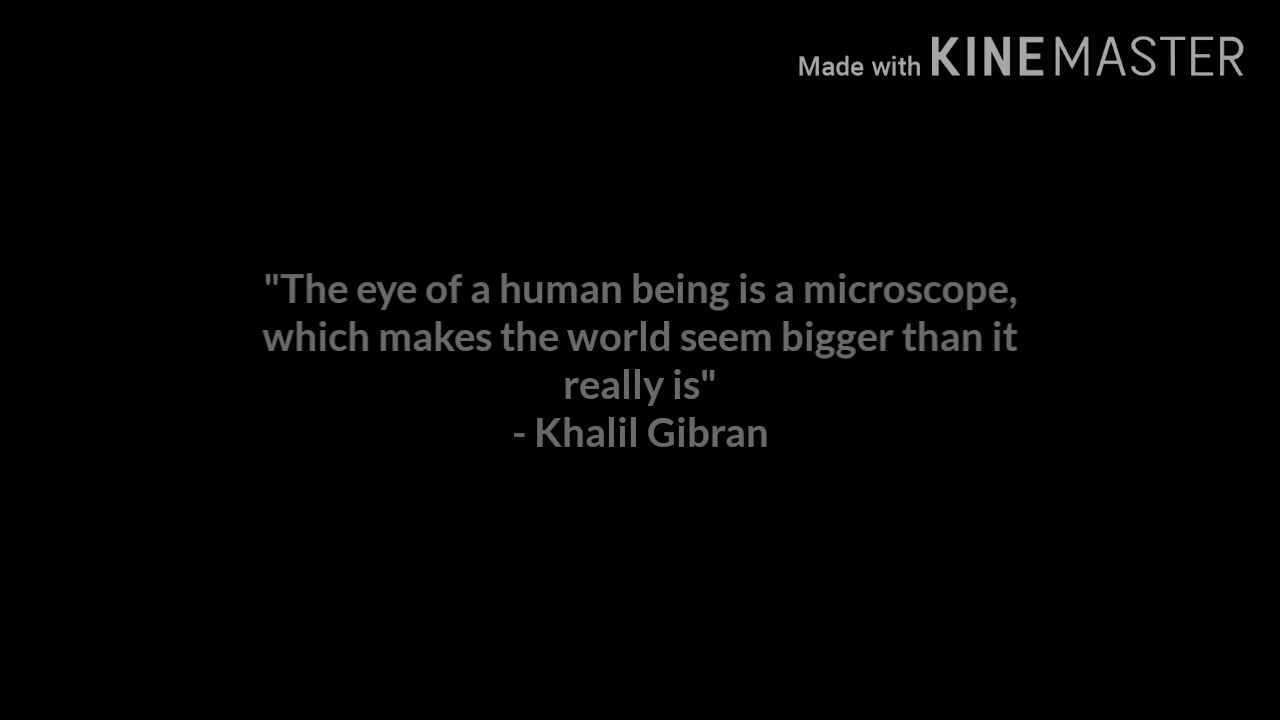 Made with KINEMASTER
"The eye of a human being is a microscope,
which makes the world seem bigger than it
really is"
- Khalil Gibran